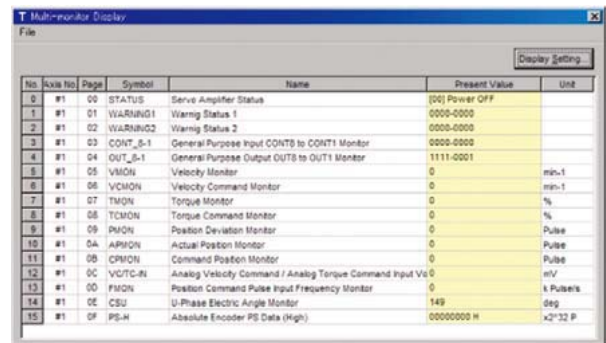 T Multi-monitor Display
File
Display Setting...
No. Axis No. Page Symbol Name Present Value Unit
0 #1 00 STATUS Servo Amplifier Status [00] Power OFF
1 #1 01 WARNING1 Warnig Status 1 0000-0000
2 #1 02 WARNING2 Warnig Status 2 0000-0000
3 #1 03 CONT_8-1 General Purpose Input CONT8 to CONT1 Monitor 0000-0000
4 #1 04 OUT_8-1 General Purpose Output OUT8 to OUT1 Monitor 1111-0001
5 #1 05 VMON Velocity Monitor 0 min-1
6 #1 06 VCMON Velocity Command Monitor 0 min-1
7 #1 07 TMON Torque Monitor 0 %
8 #1 08 TCMON Torque Command Monitor 0 %
9 #1 09 PMON Position Deviation Monitor 0 Pulse
10 #1 0A APMON Actual Position Monitor 0 Pulse
11 #1 0B CPMON Command Position Monitor 0 Pulse
12 #1 0C VC/TC-IN Analog Velocity Command / Analog Torque Command Input Vo 0 mV
13 #1 0D FMON Position Command Pulse Input Frequency Monitor 0 k Pulse/s
14 #1 0E CSU U-Phase Electric Angle Monitor 149 deg
15 #1 0F PS-H Absolute Encoder PS Data (High) 00000000 H x2^32 P